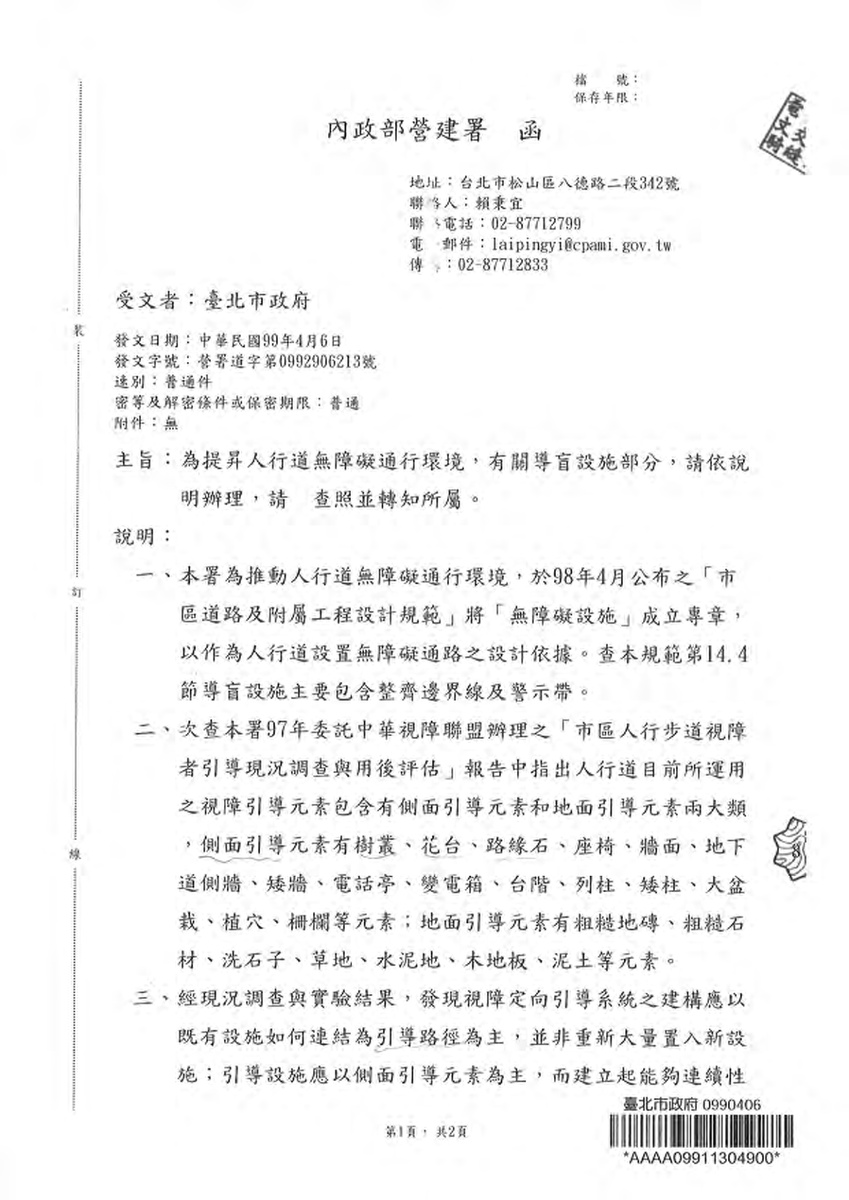 檔　　號：
保存年限：
內政部營建署　函
地址：台北市松山區八德路二段342號
聯絡人：賴秉宜
聯絡電話：02-87712799
電　郵件：laipingyi@cpami.gov.tw
傳　：02-87712833
受文者：臺北市政府
發文日期：中華民國99年4月6日
發文字號：營署道字第0992906213號
速別：普通件
密等及解密條件或保密期限：普通
附件：無
主旨：為提昇人行道無障礙通行環境，有關導盲設施部分，請依說
明辦理，請　查照並轉知所屬。
說明：
一、本署為推動人行道無障礙通行環境，於98年4月公布之「市
區道路及附屬工程設計規範」將「無障礙設施」成立專章，
以作為人行道設置無障礙通路之設計依據。查本規範第14.4
節導盲設施主要包含整齊邊界線及警示帶。
二、次查本署97年委託中華視障聯盟辦理之「市區人行步道視障
者引導現況調查與用後評估」報告中指出人行道目前所運用
之視障引導元素包含有側面引導元素和地面引導元素兩大類
，側面引導元素有樹叢、花台、路緣石、座椅、牆面、地下
道側牆、矮牆、電話亭、變電箱、台階、列柱、矮柱、大盆
栽、植穴、柵欄等元素；地面引導元素有粗糙地磚、粗糙石
材、洗石子、草地、水泥地、木地板、泥土等元素。
三、經現況調查與實驗結果，發現視障定向引導系統之建構應以
既有設施如何連結為引導路徑為主，並非重新大量置入新設
施；引導設施應以側面引導元素為主，而建立起能夠連續性
裝
訂
線
第1頁， 共2頁
臺北市政府 0990406
*AAAA09911304900*